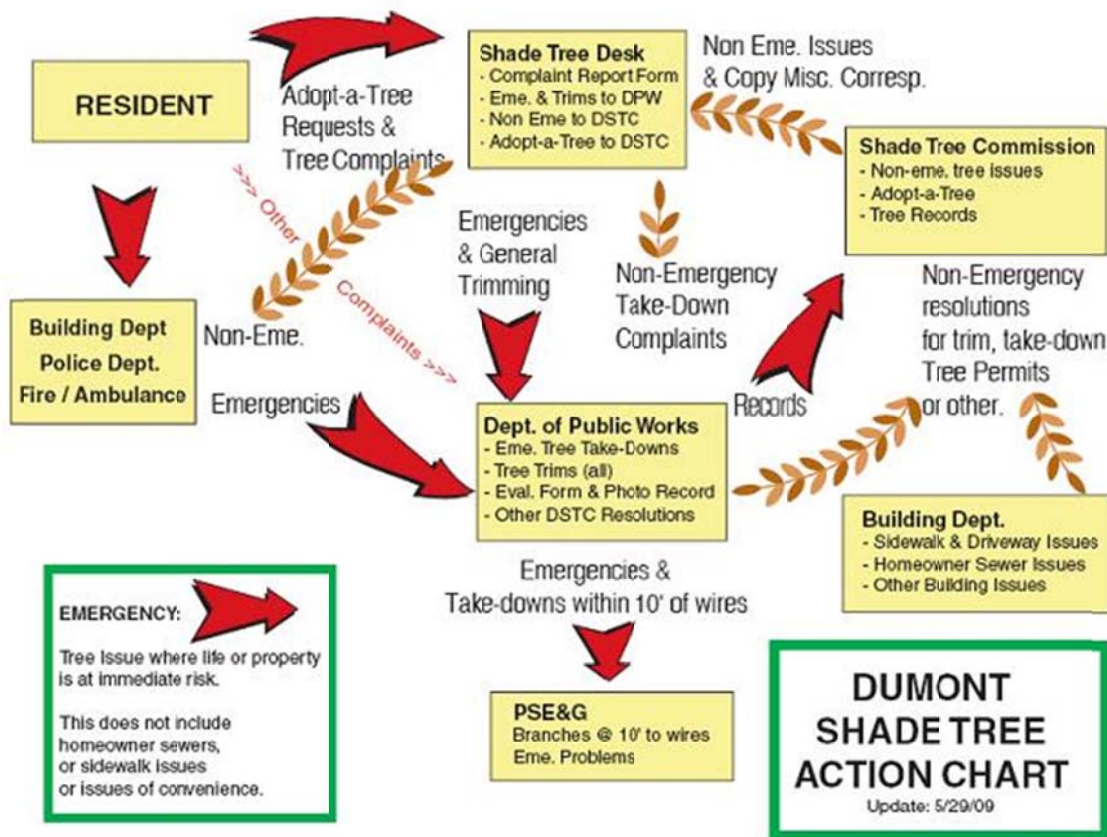 RESIDENT
Adopt-a-Tree
Requests &
Tree Complaints
Shade Tree Desk
- Complaint Report Form
- Eme. & Trims to DPW
- Non Eme to DSTC
- Adopt-a-Tree to DSTC
Non Eme. Issues
& Copy Misc. Corresp.
Shade Tree Commission
- Non-eme. tree issues
- Adopt-a-Tree
- Tree Records
>>> Other
Complaints >>>
Emergencies
& General
Trimming
Non-Emergency
Take-Down
Complaints
Non-Emergency
resolutions
for trim, take-down
Tree Permits
or other.
Building Dept
Police Dept.
Fire / Ambulance
Non-Eme.
Emergencies
Records
Dept. of Public Works
- Eme. Tree Take-Downs
- Tree Trims (all)
- Eval. Form & Photo Record
- Other DSTC Resolutions
Building Dept.
- Sidewalk & Driveway Issues
- Homeowner Sewer Issues
- Other Building Issues
Emergencies &
Take-downs within 10' of wires
PSE&G
Branches @ 10' to wires
Eme. Problems
EMERGENCY:
Tree Issue where life or property
is at immediate risk.
This does not include
homeowner sewers,
or sidewalk issues
or issues of convenience.
DUMONT
SHADE TREE
ACTION CHART
Update: 5/29/09